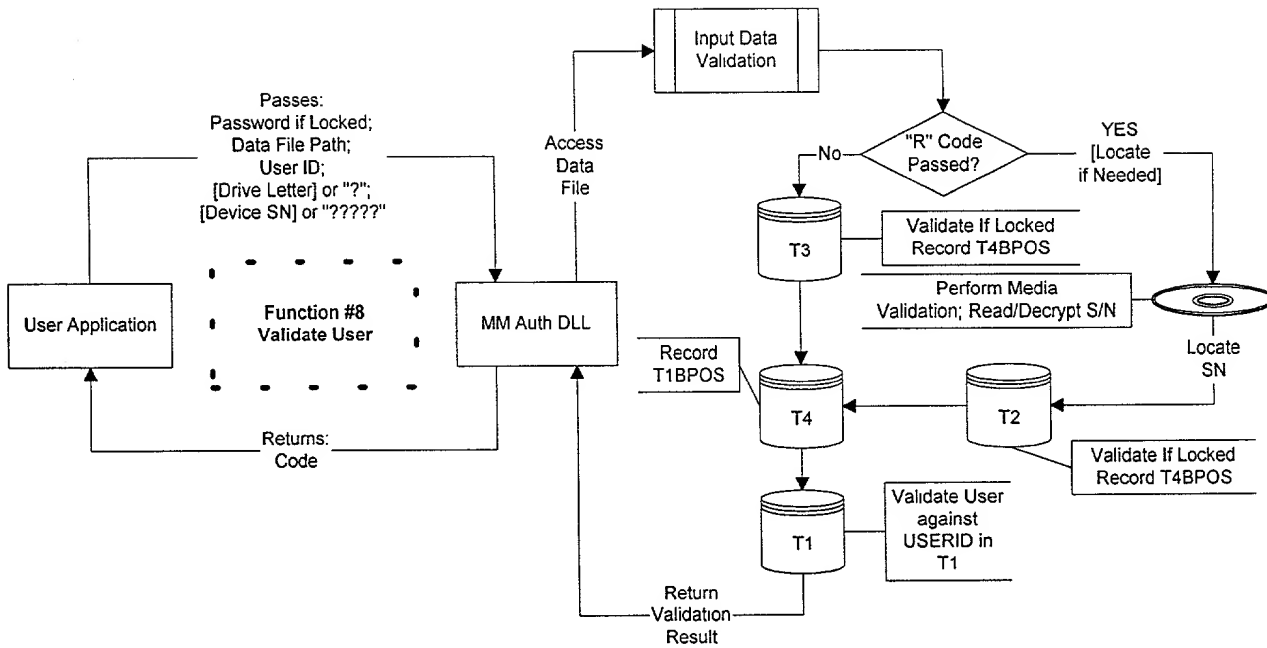 Input Data
Validation
Passes:
Password if Locked;
Data File Path;
User ID;
[Drive Letter] or "?";
[Device SN] or "?????"
Access
Data
File
"R" Code
Passed?
No
YES
[Locate
if Needed]
T3
Validate If Locked
Record T4BPOS
Perform Media
Validation; Read/Decrypt S/N
User Application
Function #8
Validate User
MM Auth DLL
Locate
SN
Record
T1BPOS
T4
T2
Validate If Locked
Record T4BPOS
Returns:
Code
T1
Validate User
against
USERID in
T1
Return
Validation
Result